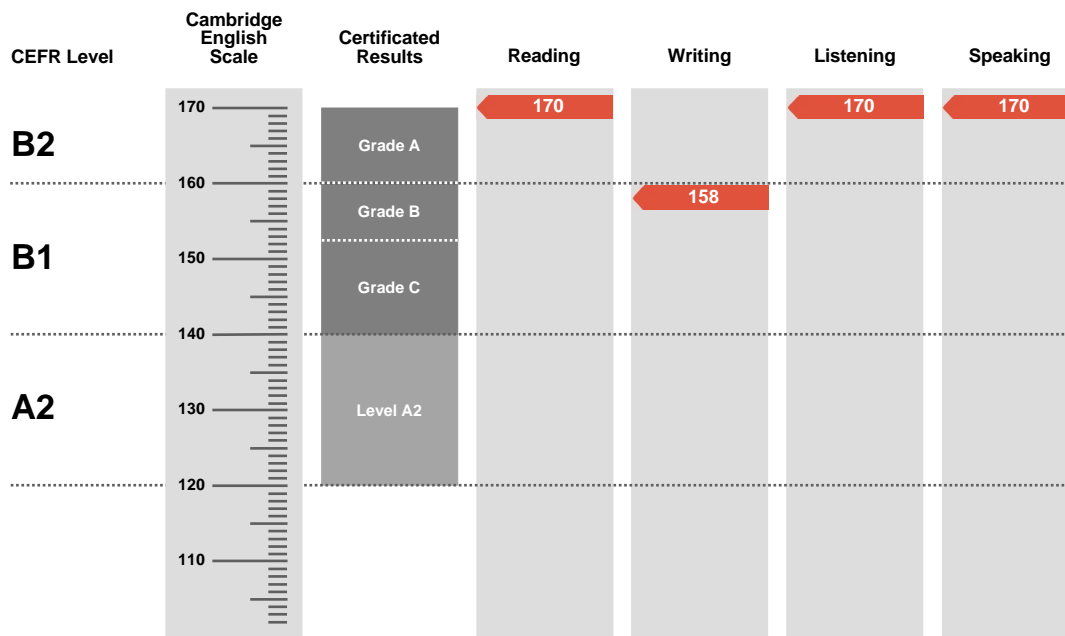 CEFR Level
Cambridge
English
Scale
Certificated
Results
Reading
Writing
Listening
Speaking
170
170
170
170
B2
Grade A
160
158
Grade B
B1
150
Grade C
140
A2
130
Level A2
120
110